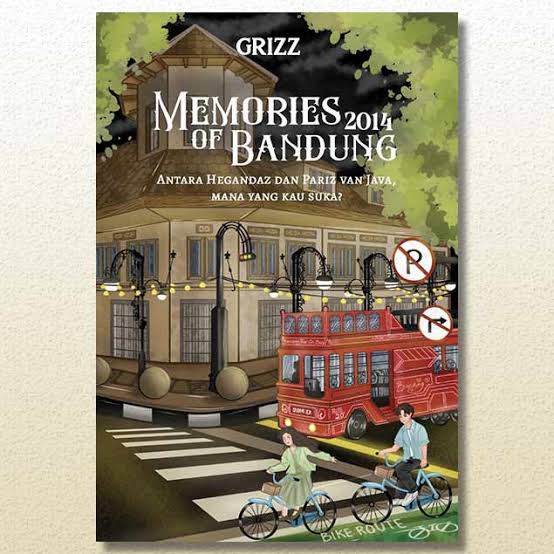 GRIZZ
MEMORIES 2014
OF BANDUNG
ANTARA HEGANDAZ DAN PARIZ VAN JAVA,
MANA YANG KAU SUKA?
P
BIKE ROUTE